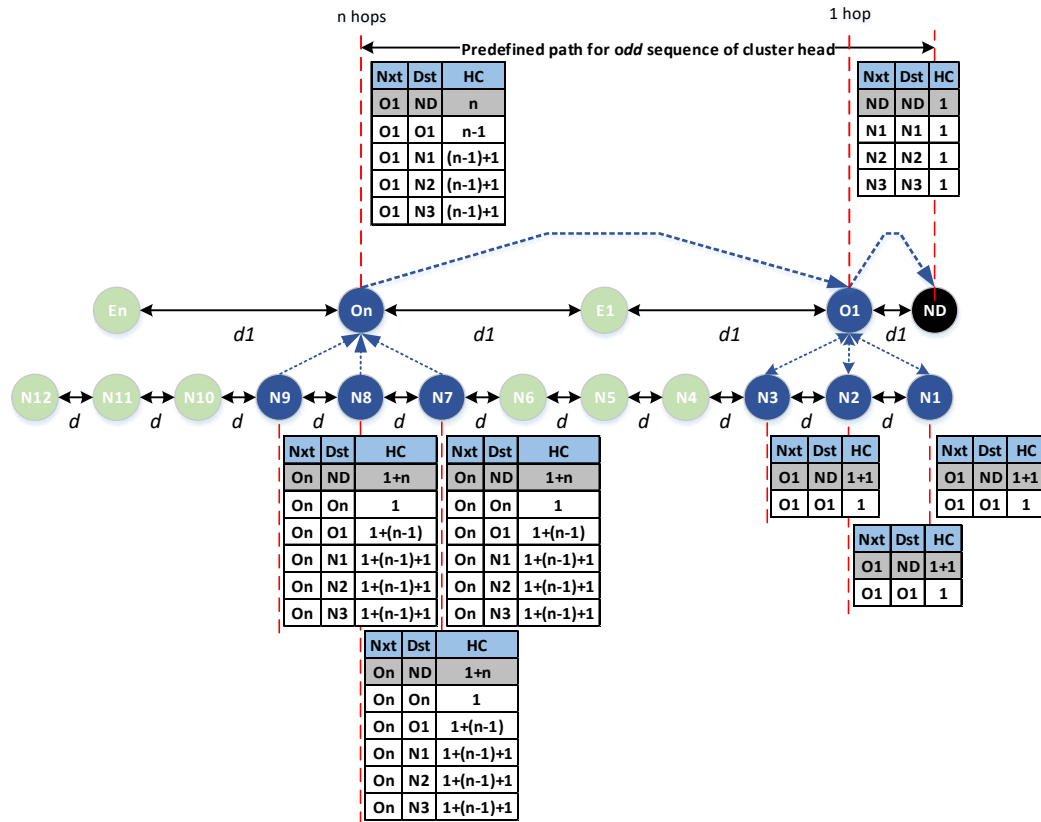 n hops
1 hop
Predefined path for odd sequence of cluster head
Nxt Dst HC
O1 ND n
O1 O1 n-1
O1 N1 (n-1)+1
O1 N2 (n-1)+1
O1 N3 (n-1)+1
Nxt Dst HC
ND ND 1
N1 N1 1
N2 N2 1
N3 N3 1
En On E1 O1 ND
d1 d1 d1 d1
N12 N11 N10 N9 N8 N7 N6 N5 N4 N3 N2 N1
d d d d d d d d d d d
Nxt Dst HC
On ND 1+n
On On 1
On O1 1+(n-1)
On N1 1+(n-1)+1
On N2 1+(n-1)+1
On N3 1+(n-1)+1
Nxt Dst HC
On ND 1+n
On On 1
On O1 1+(n-1)
On N1 1+(n-1)+1
On N2 1+(n-1)+1
On N3 1+(n-1)+1
Nxt Dst HC
O1 ND 1+1
O1 O1 1
Nxt Dst HC
O1 ND 1+1
O1 O1 1
Nxt Dst HC
O1 ND 1+1
O1 O1 1
Nxt Dst HC
On ND 1+n
On On 1
On O1 1+(n-1)
On N1 1+(n-1)+1
On N2 1+(n-1)+1
On N3 1+(n-1)+1